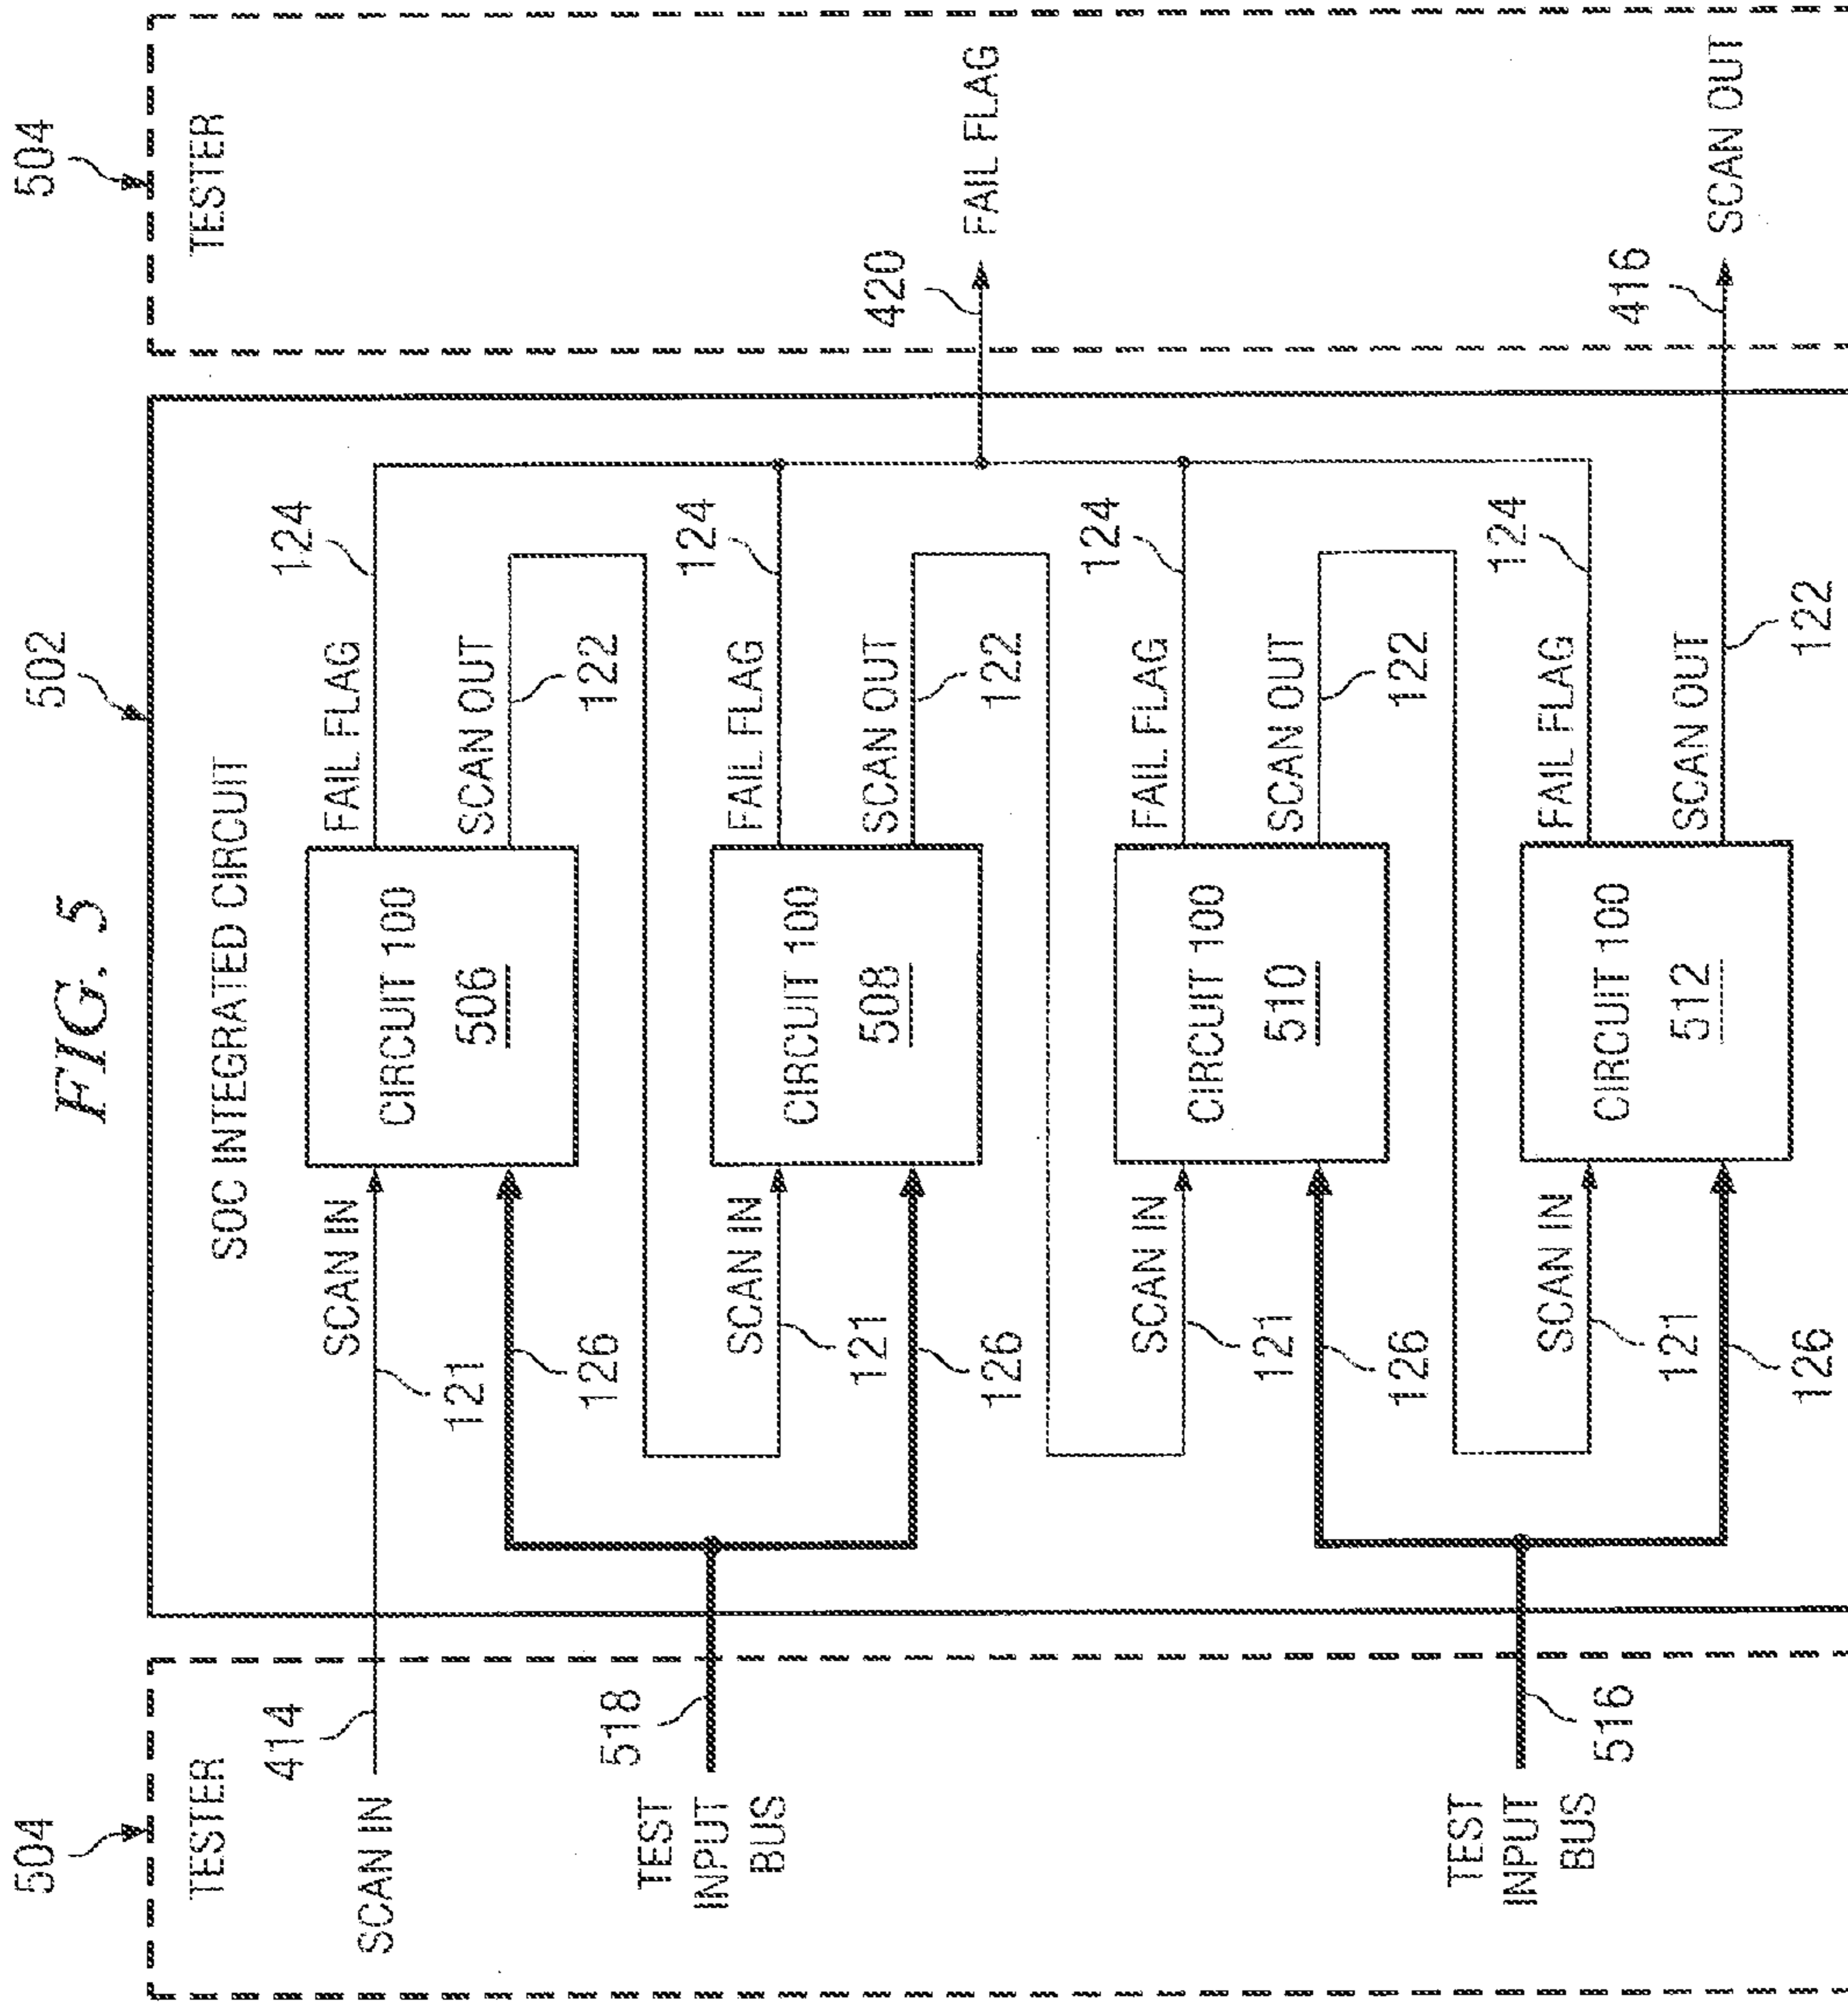 FIG. 5
504
502
504
TESTER
SOC INTEGRATED CIRCUIT
TESTER
414
SCAN IN
SCAN IN
121
CIRCUIT 100
506
FAIL FLAG
124
SCAN OUT
122
126
518
TEST
INPUT
BUS
SCAN IN
121
CIRCUIT 100
508
FAIL FLAG
124
SCAN OUT
122
126
420
FAIL FLAG
SCAN IN
121
CIRCUIT 100
510
FAIL FLAG
124
SCAN OUT
122
126
516
TEST
INPUT
BUS
SCAN IN
121
CIRCUIT 100
512
FAIL FLAG
124
SCAN OUT
122
126
416
SCAN OUT